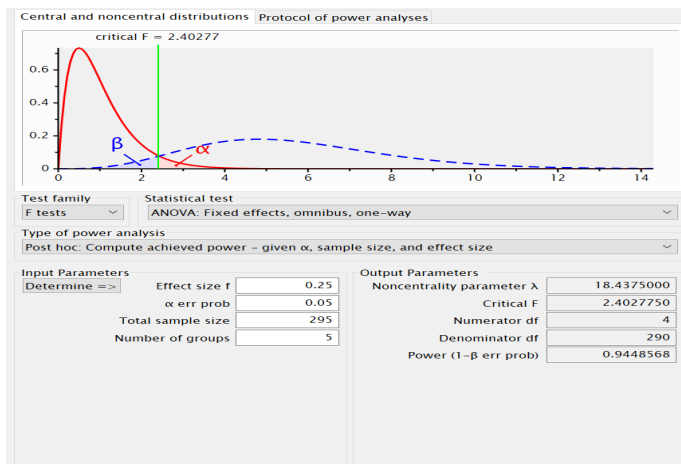 Central and noncentral distributions Protocol of power analyses
critical F = 2.40277
0.6
0.4
0.2
β
α
0
0 2 4 6 8 10 12 14
Test family Statistical test
F tests ANOVA: Fixed effects, omnibus, one-way
Type of power analysis
Post hoc: Compute achieved power – given α, sample size, and effect size
Input Parameters
Determine => Effect size f 0.25
α err prob 0.05
Total sample size 295
Number of groups 5
Output Parameters
Noncentrality parameter λ 18.4375000
Critical F 2.4027750
Numerator df 4
Denominator df 290
Power (1-β err prob) 0.9448568